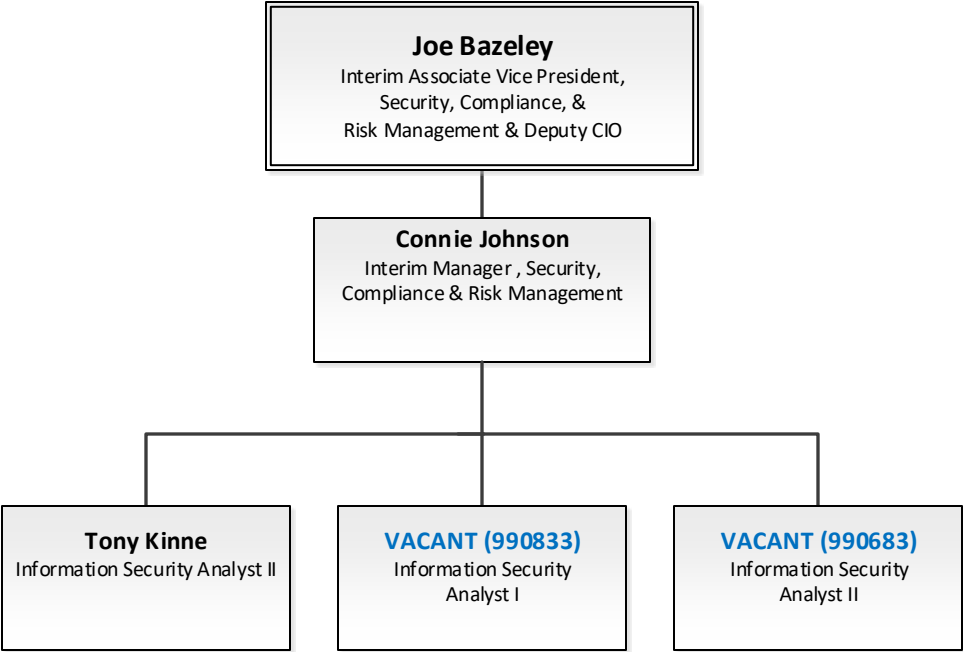 Joe Bazeley
Interim Associate Vice President,
Security, Compliance, &
Risk Management & Deputy CIO
Connie Johnson
Interim Manager , Security,
Compliance & Risk Management
Tony Kinne
Information Security Analyst II
VACANT (990833)
Information Security
Analyst I
VACANT (990683)
Information Security
Analyst II